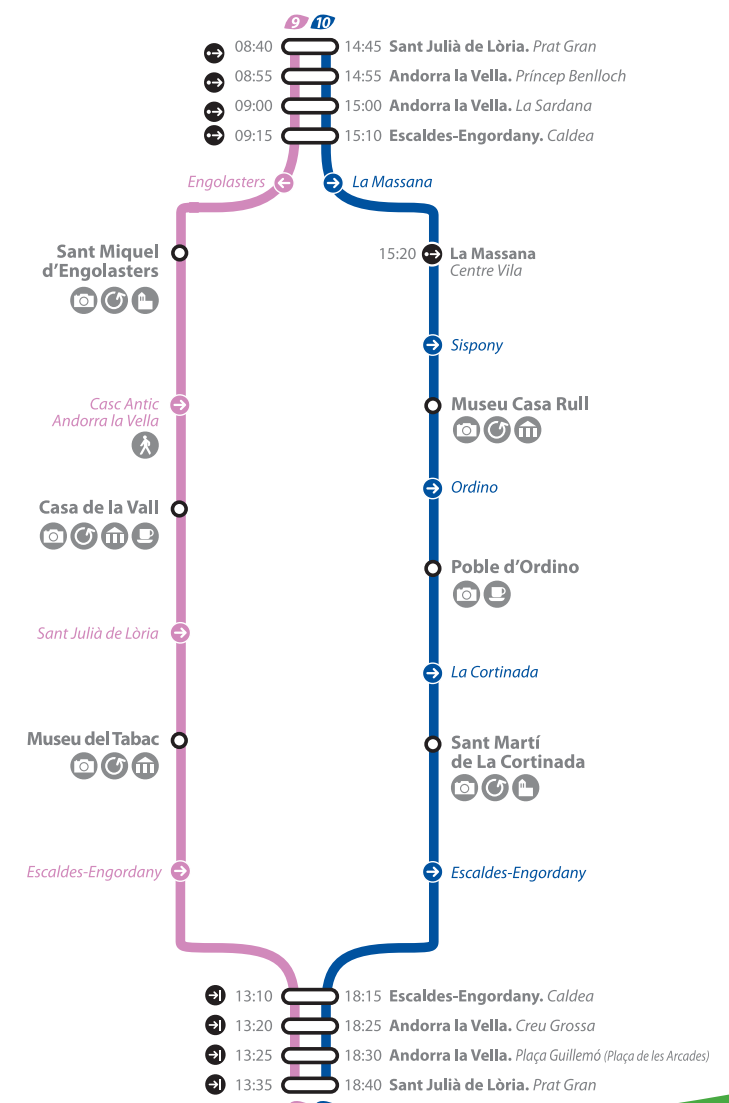 9 10
08:40 14:45 Sant Julià de Lòria. Prat Gran
08:55 14:55 Andorra la Vella. Príncep Benlloch
09:00 15:00 Andorra la Vella. La Sardana
09:15 15:10 Escaldes-Engordany. Caldea
Engolasters La Massana
Sant Miquel
d'Engolasters
15:20 La Massana
Centre Vila
Sispony
Casc Antic
Andorra la Vella
Museu Casa Rull
Ordino
Casa de la Vall
Poble d'Ordino
Sant Julià de Lòria
La Cortinada
Museu del Tabac
Sant Martí
de La Cortinada
Escaldes-Engordany Escaldes-Engordany
13:10 18:15 Escaldes-Engordany. Caldea
13:20 18:25 Andorra la Vella. Creu Grossa
13:25 18:30 Andorra la Vella. Plaça Guillemó (Plaça de les Arcades)
13:35 18:40 Sant Julià de Lòria. Prat Gran